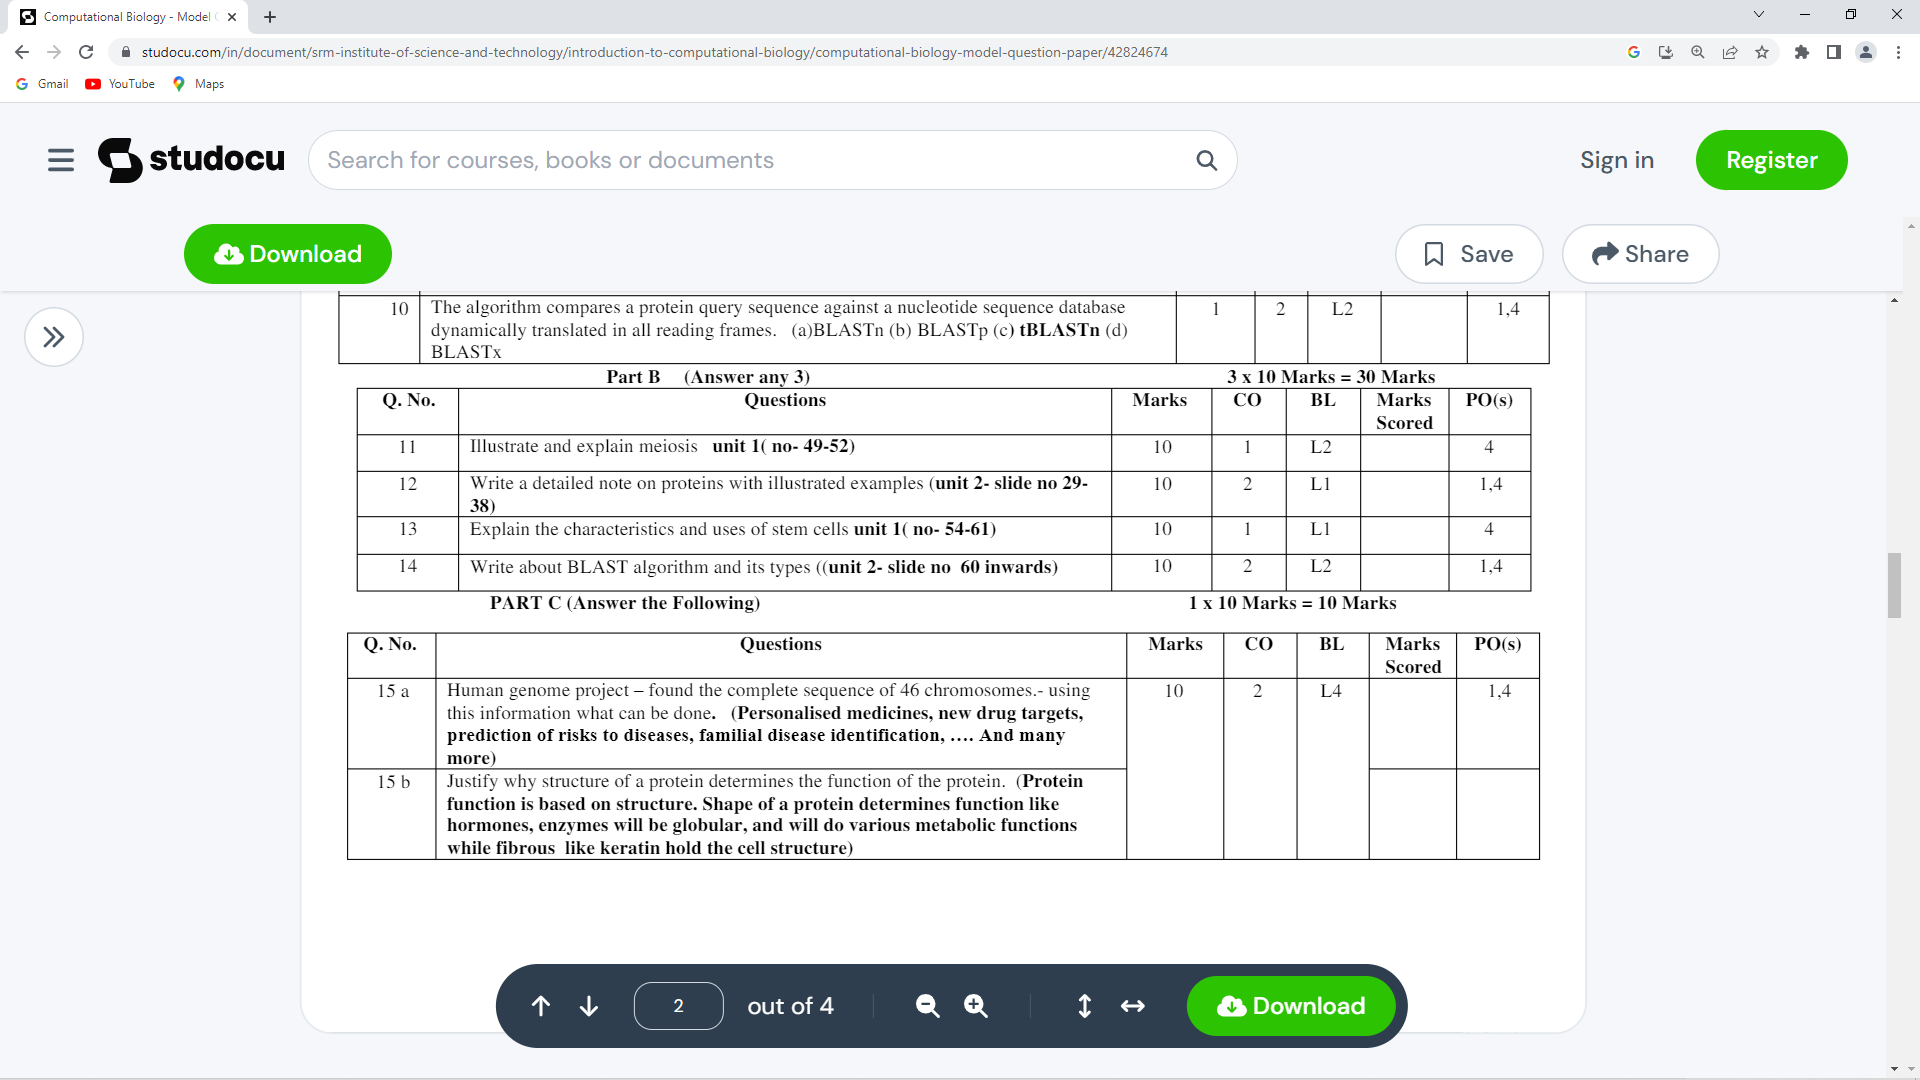 Computational Biology - Model
studocu.com/in/document/srm-institute-of-science-and-technology/introduction-to-computational-biology/computational-biology-model-question-paper/42824674
Gmail YouTube Maps
studocu Search for courses, books or documents Sign in Register
Download Save Share
10 The algorithm compares a protein query sequence against a nucleotide sequence database 1 2 L2 1,4
dynamically translated in all reading frames. (a)BLASTn (b) BLASTp (c) tBLASTn (d)
BLASTx
Part B (Answer any 3) 3 x 10 Marks = 30 Marks
Q. No. Questions Marks CO BL Marks PO(s)
Scored
11 Illustrate and explain meiosis unit 1( no- 49-52) 10 1 L2 4
12 Write a detailed note on proteins with illustrated examples (unit 2- slide no 29- 10 2 L1 1,4
38)
13 Explain the characteristics and uses of stem cells unit 1( no- 54-61) 10 1 L1 4
14 Write about BLAST algorithm and its types ((unit 2- slide no 60 inwards) 10 2 L2 1,4
PART C (Answer the Following) 1 x 10 Marks = 10 Marks
Q. No. Questions Marks CO BL Marks PO(s)
Scored
15 a Human genome project – found the complete sequence of 46 chromosomes.- using 10 2 L4 1,4
this information what can be done. (Personalised medicines, new drug targets,
prediction of risks to diseases, familial disease identification, …. And many
more)
15 b Justify why structure of a protein determines the function of the protein. (Protein
function is based on structure. Shape of a protein determines function like
hormones, enzymes will be globular, and will do various metabolic functions
while fibrous like keratin hold the cell structure)
2 out of 4 Download